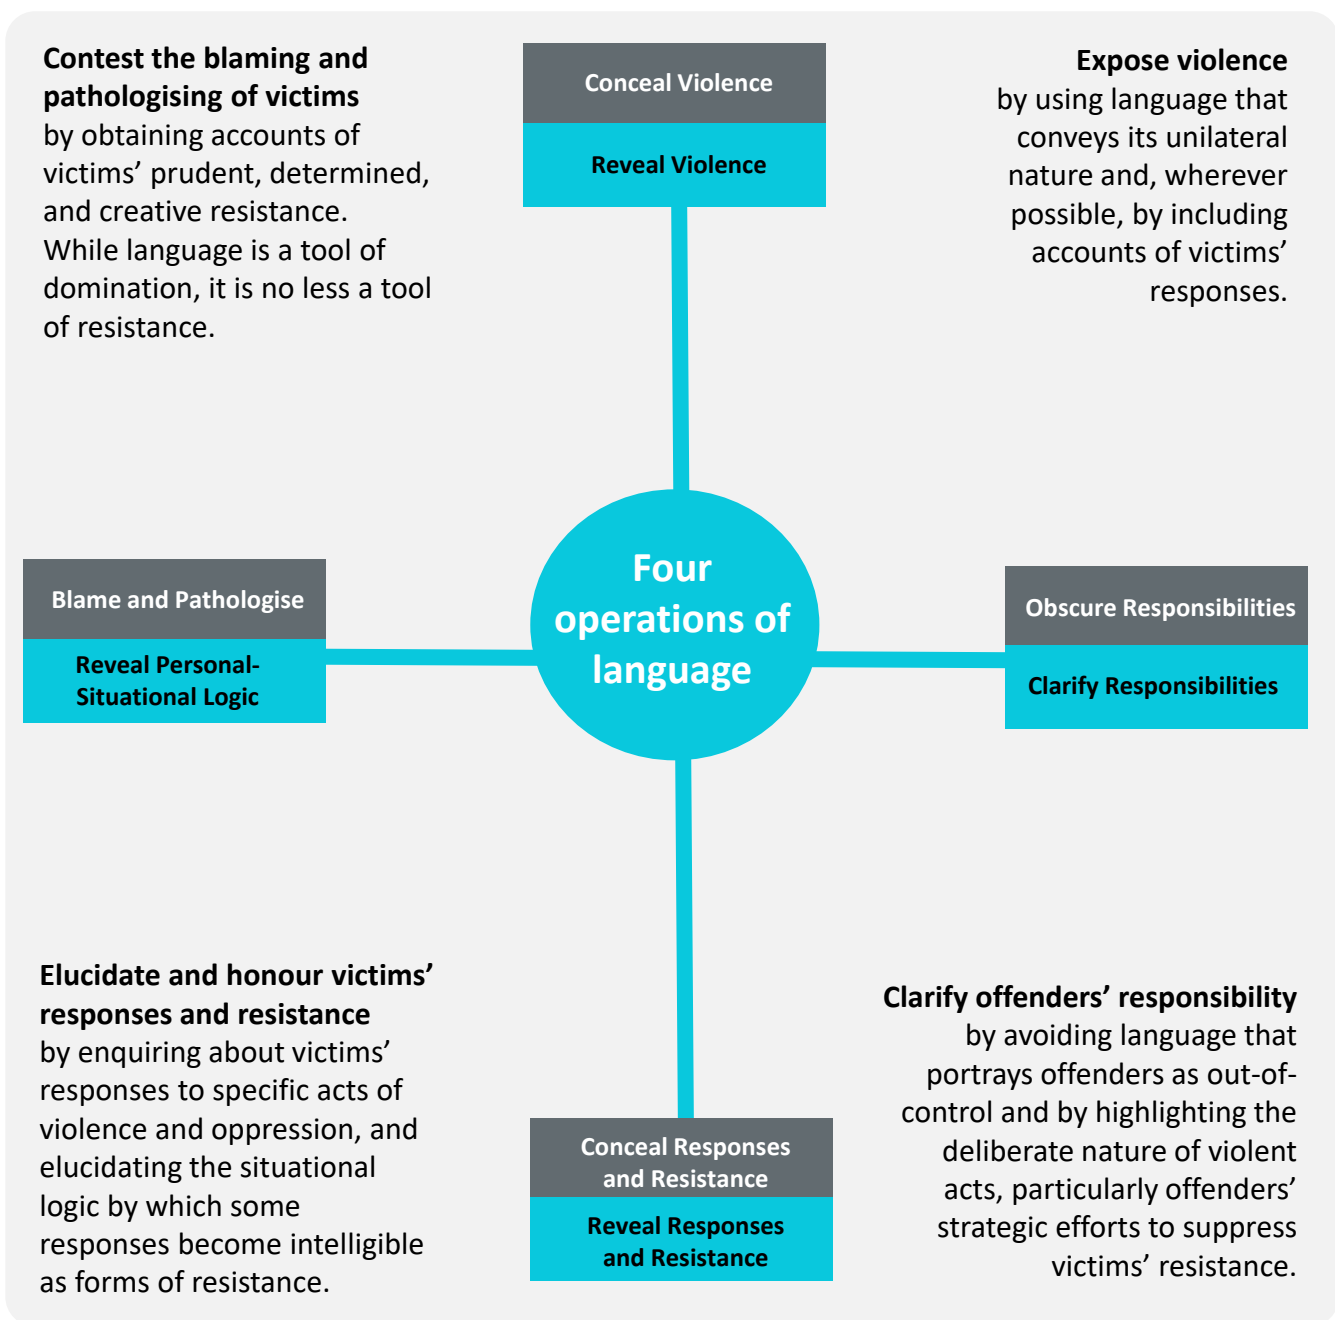 Contest the blaming and
pathologising of victims
by obtaining accounts of
victims’ prudent, determined,
and creative resistance.
While language is a tool of
domination, it is no less a tool
of resistance.
Conceal Violence
Reveal Violence
Expose violence
by using language that
conveys its unilateral
nature and, wherever
possible, by including
accounts of victims’
responses.
Blame and Pathologise
Reveal Personal-
Situational Logic
Four
operations of
language
Obscure Responsibilities
Clarify Responsibilities
Elucidate and honour victims’
responses and resistance
by enquiring about victims’
responses to specific acts of
violence and oppression, and
elucidating the situational
logic by which some
responses become intelligible
as forms of resistance.
Conceal Responses
and Resistance
Reveal Responses
and Resistance
Clarify offenders’ responsibility
by avoiding language that
portrays offenders as out-of-
control and by highlighting the
deliberate nature of violent
acts, particularly offenders’
strategic efforts to suppress
victims’ resistance.